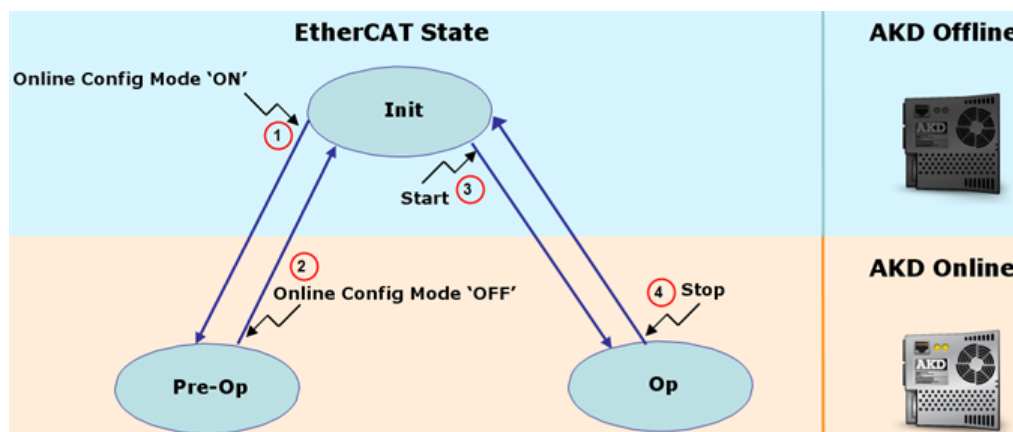 EtherCAT State
AKD Offline
Online Config Mode ‘ON’
Init
1
AKD
Start
3
2
Online Config Mode ‘OFF’
AKD Online
4
Stop
Pre-Op
Op
AKD